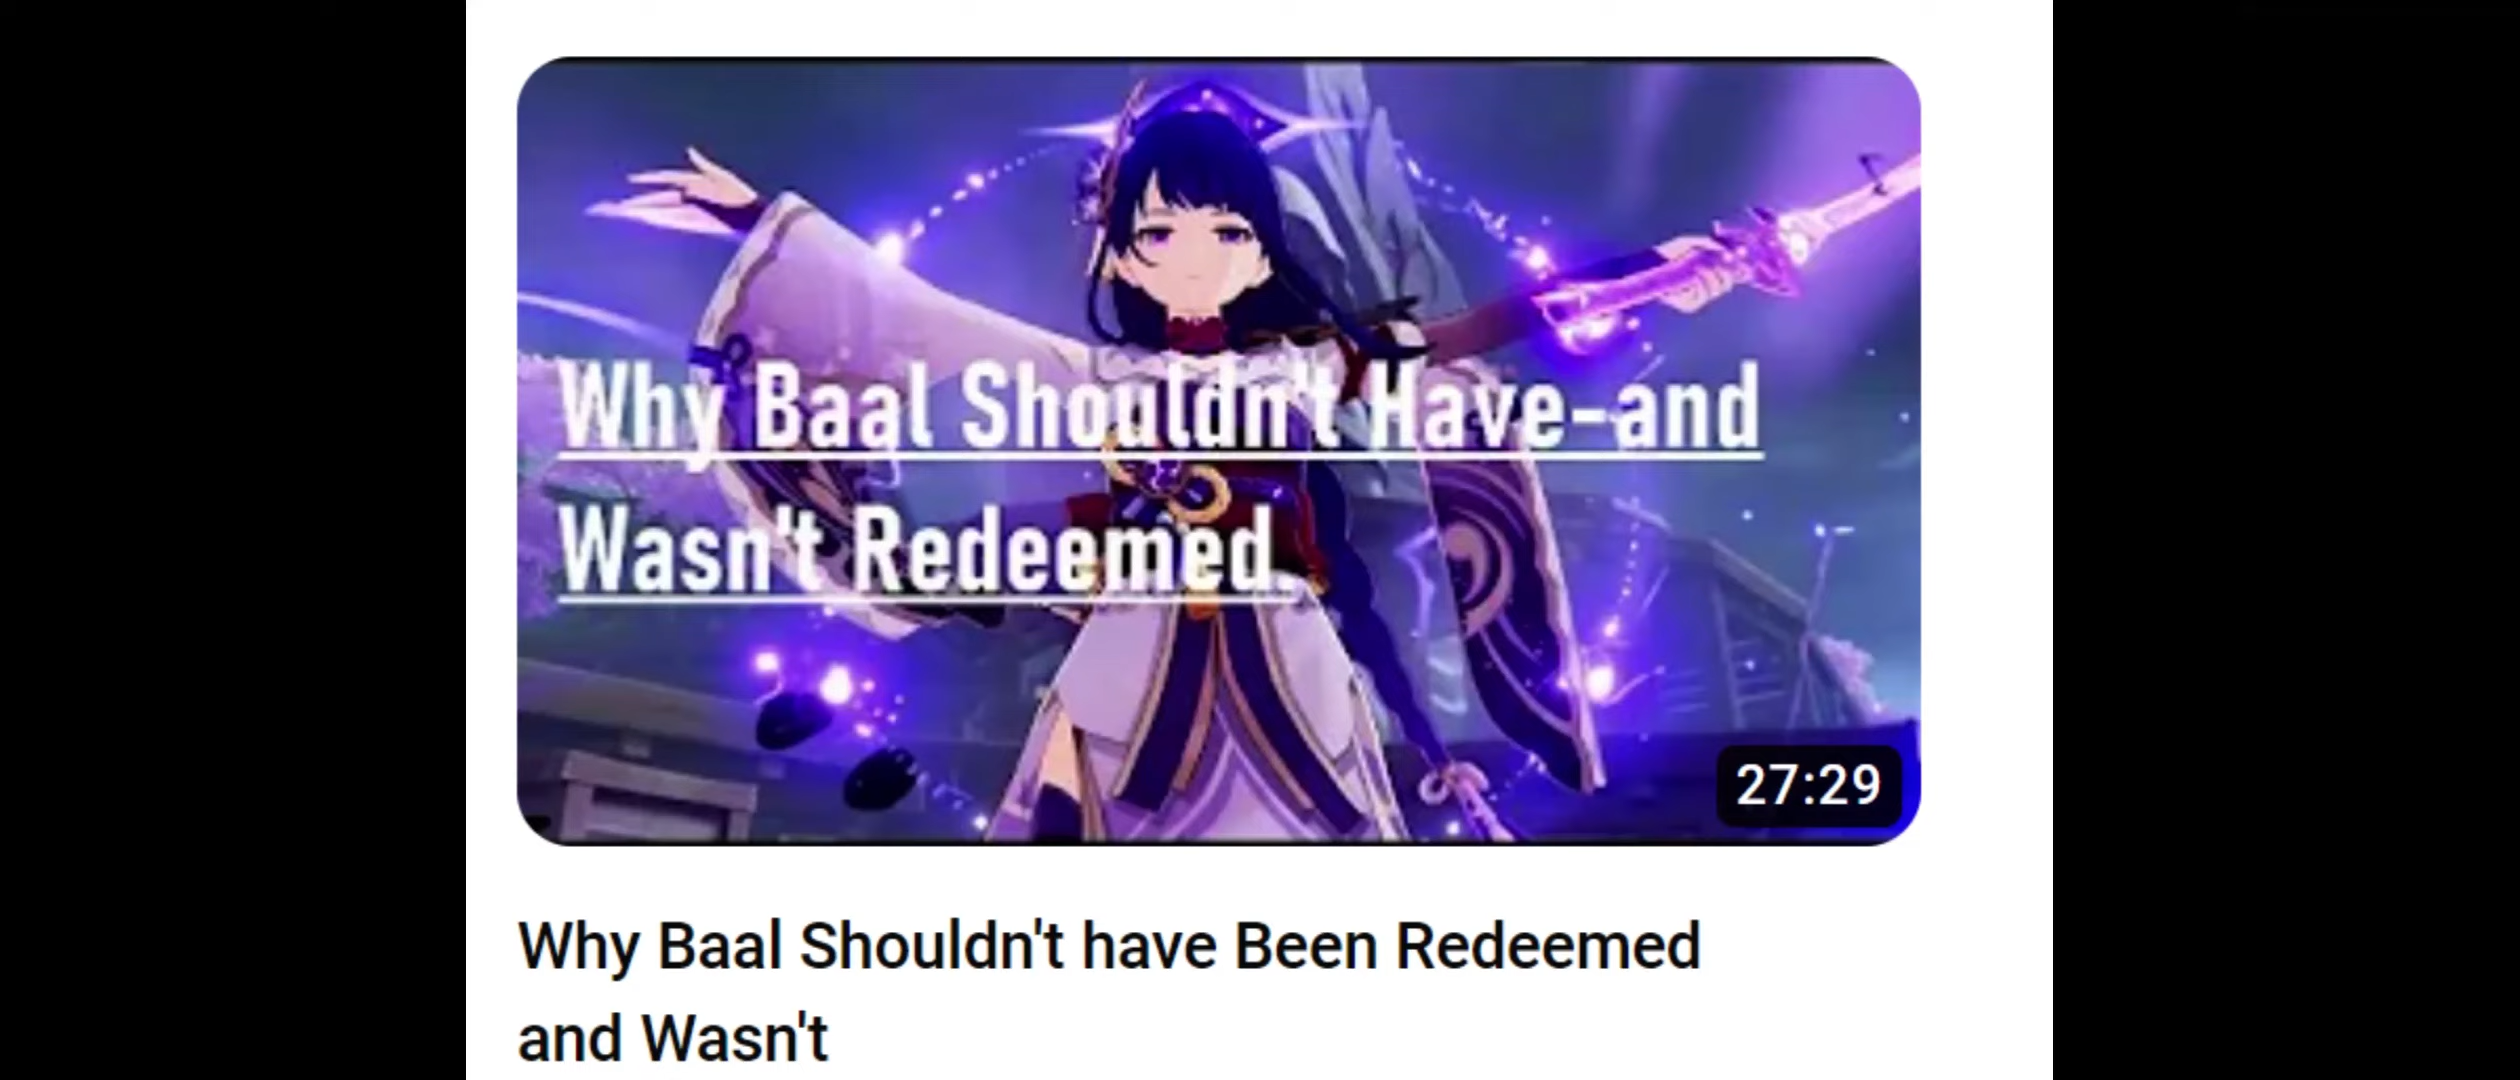 Why Baal Shouldn't Have-and
Wasn't Redeemed.
27:29
Why Baal Shouldn't have Been Redeemed
and Wasn't